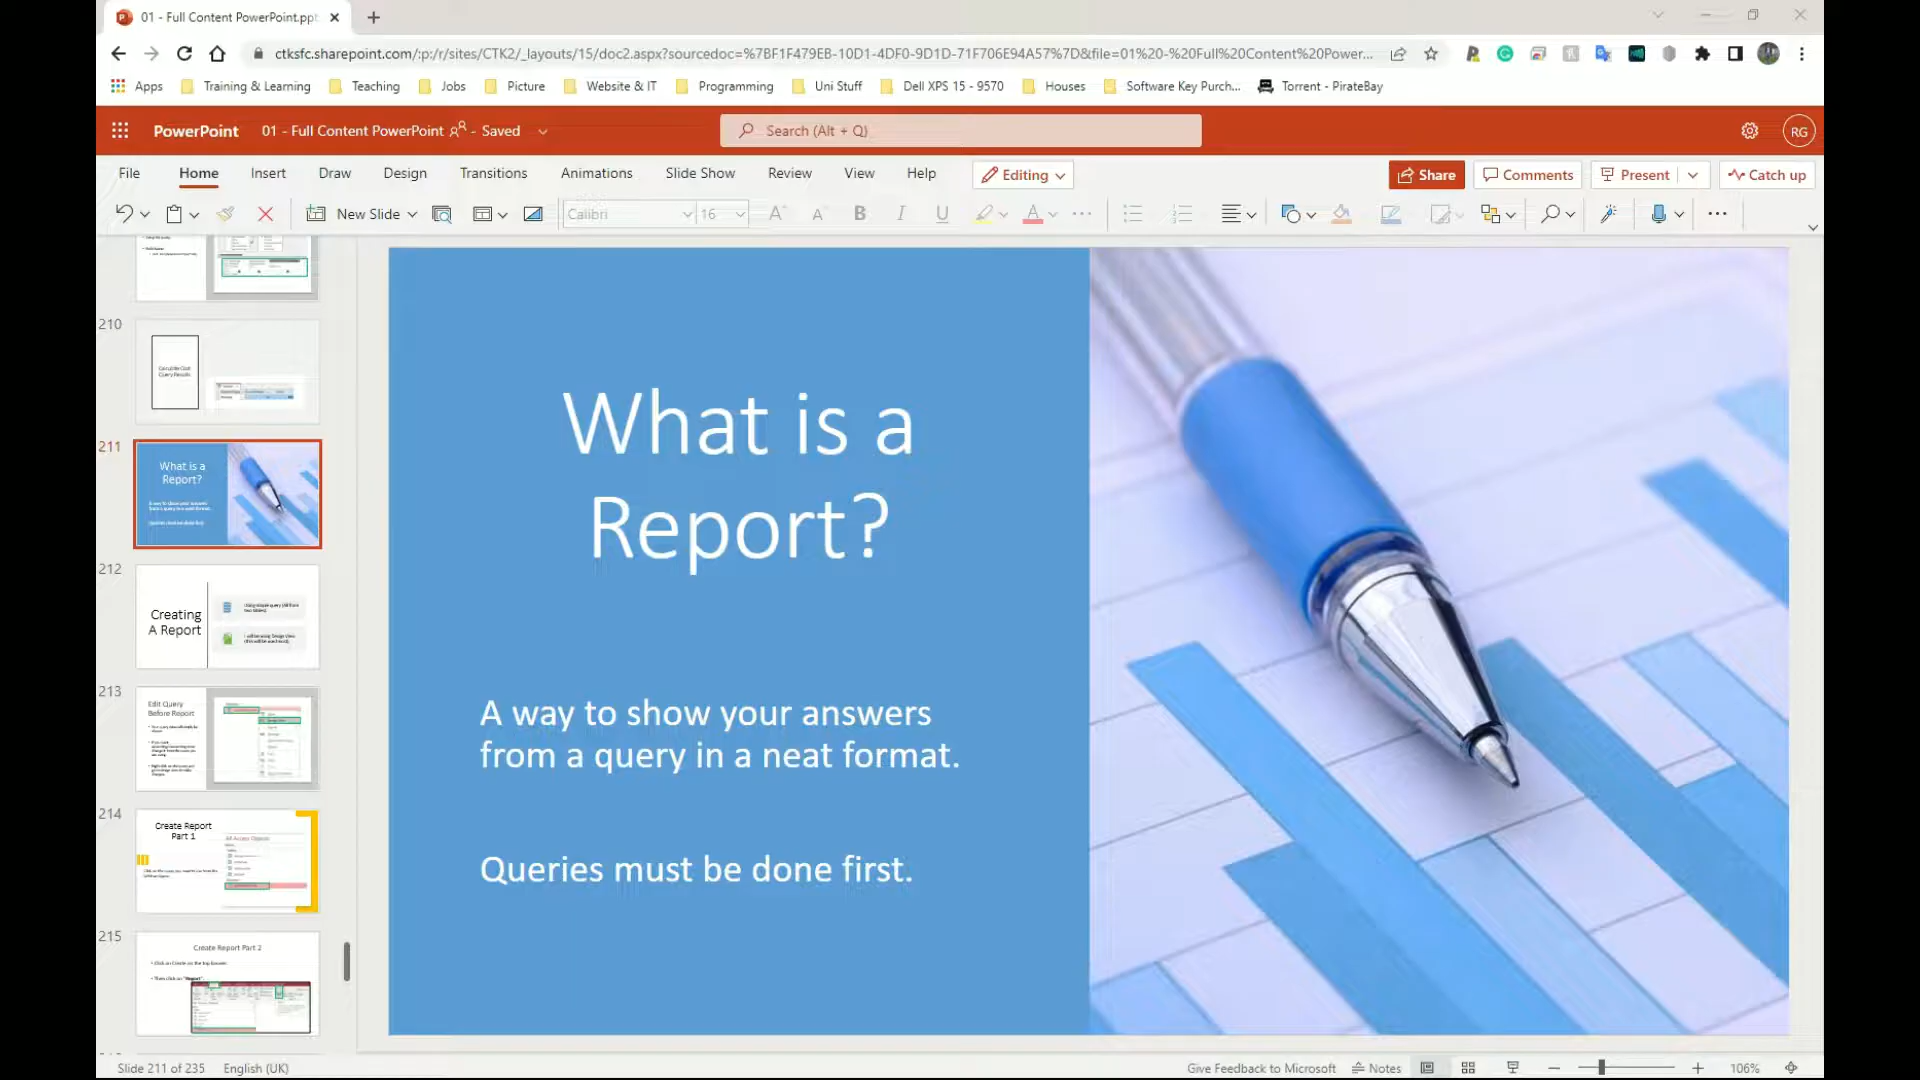 01 - Full Content PowerPoint.ppt
ctksfc.sharepoint.com/:p:/r/sites/CTK2/_layouts/15/doc2.aspx?sourcedoc=%7BF1F479EB-10D1-4DF0-9D1D-71F706E94A57%7D&file=01%20-%20Full%20Content%20Power...
Apps Training & Learning Teaching Jobs Picture Website & IT Programming Uni Stuff Dell XPS 15 - 9570 Houses Software Key Purch... Torrent - PirateBay
PowerPoint 01 - Full Content PowerPoint - Saved Search (Alt + Q) RG
File Home Insert Draw Design Transitions Animations Slide Show Review View Help Editing Share Comments Present Catch up
New Slide Calibri 16 A A B I U A
210
211
What is a
Report?
212
Creating
A Report
213
Edit Query
Before Report
214
Create Report
Part 1
215
Create Report Part 2
What is a
Report?
A way to show your answers
from a query in a neat format.
Queries must be done first.
Slide 211 of 235 English (UK) Give Feedback to Microsoft Notes 106%